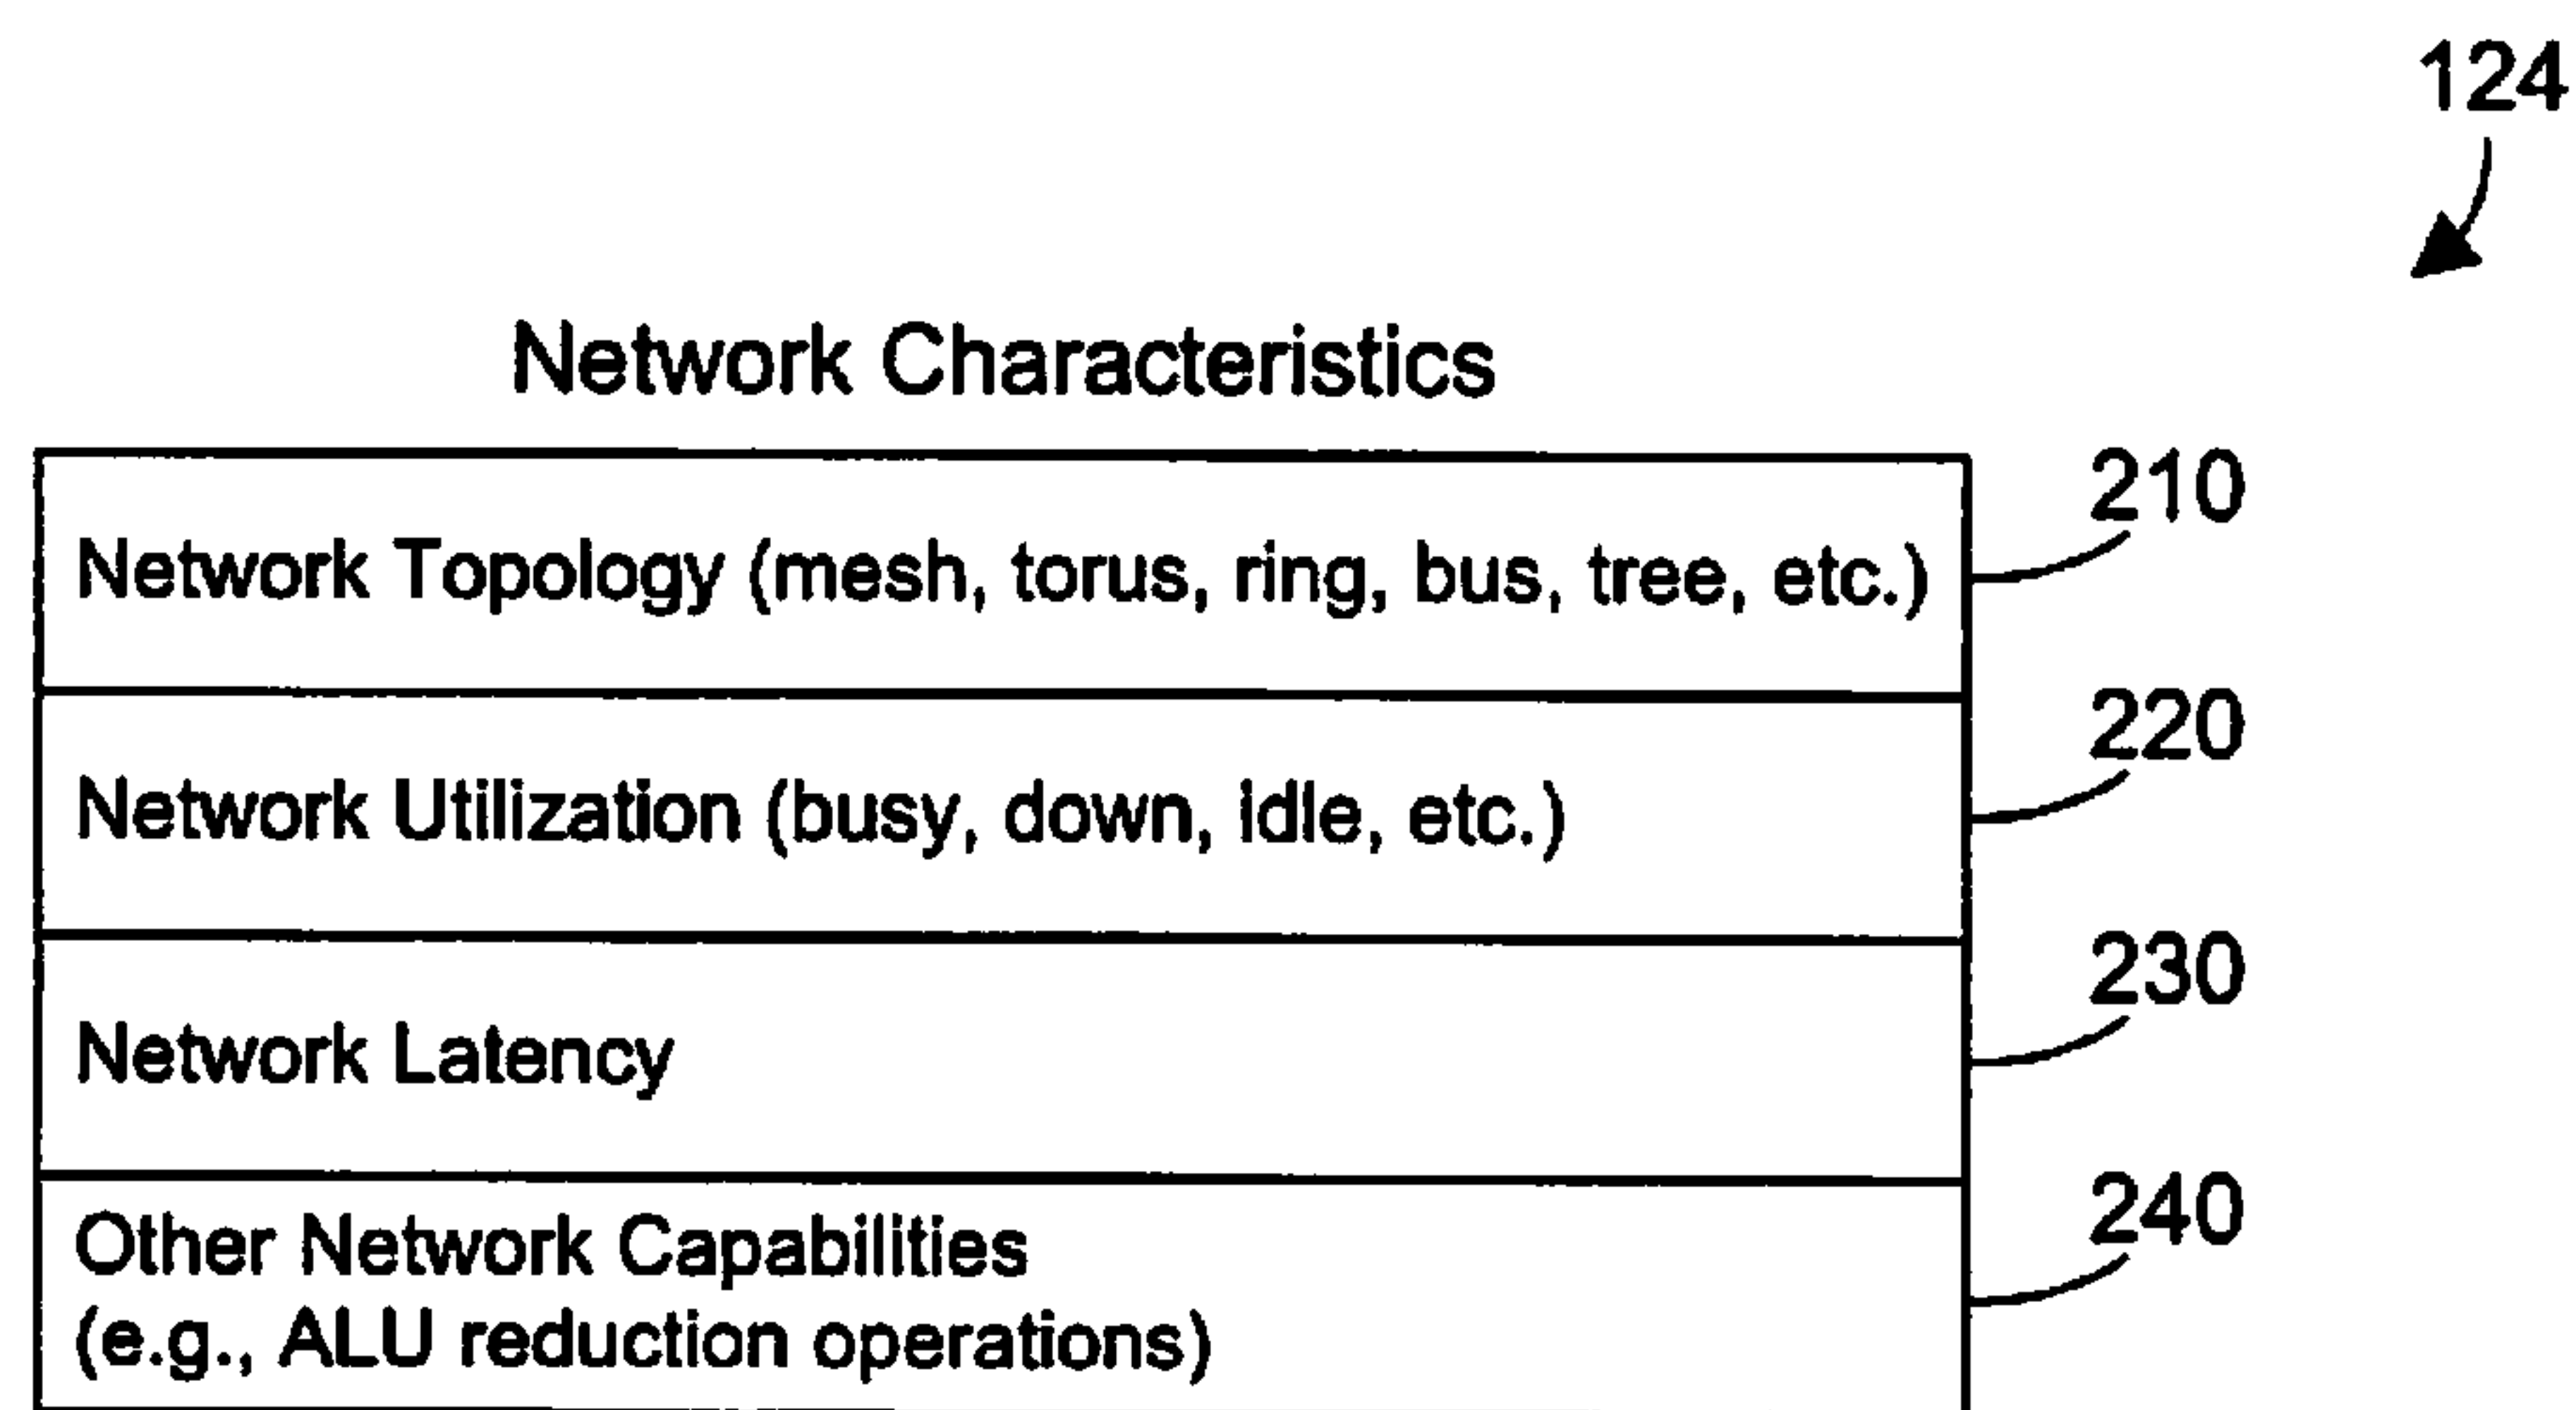 124
Network Characteristics
Network Topology (mesh, torus, ring, bus, tree, etc.)
210
Network Utilization (busy, down, idle, etc.)
220
Network Latency
230
Other Network Capabilities
(e.g., ALU reduction operations)
240